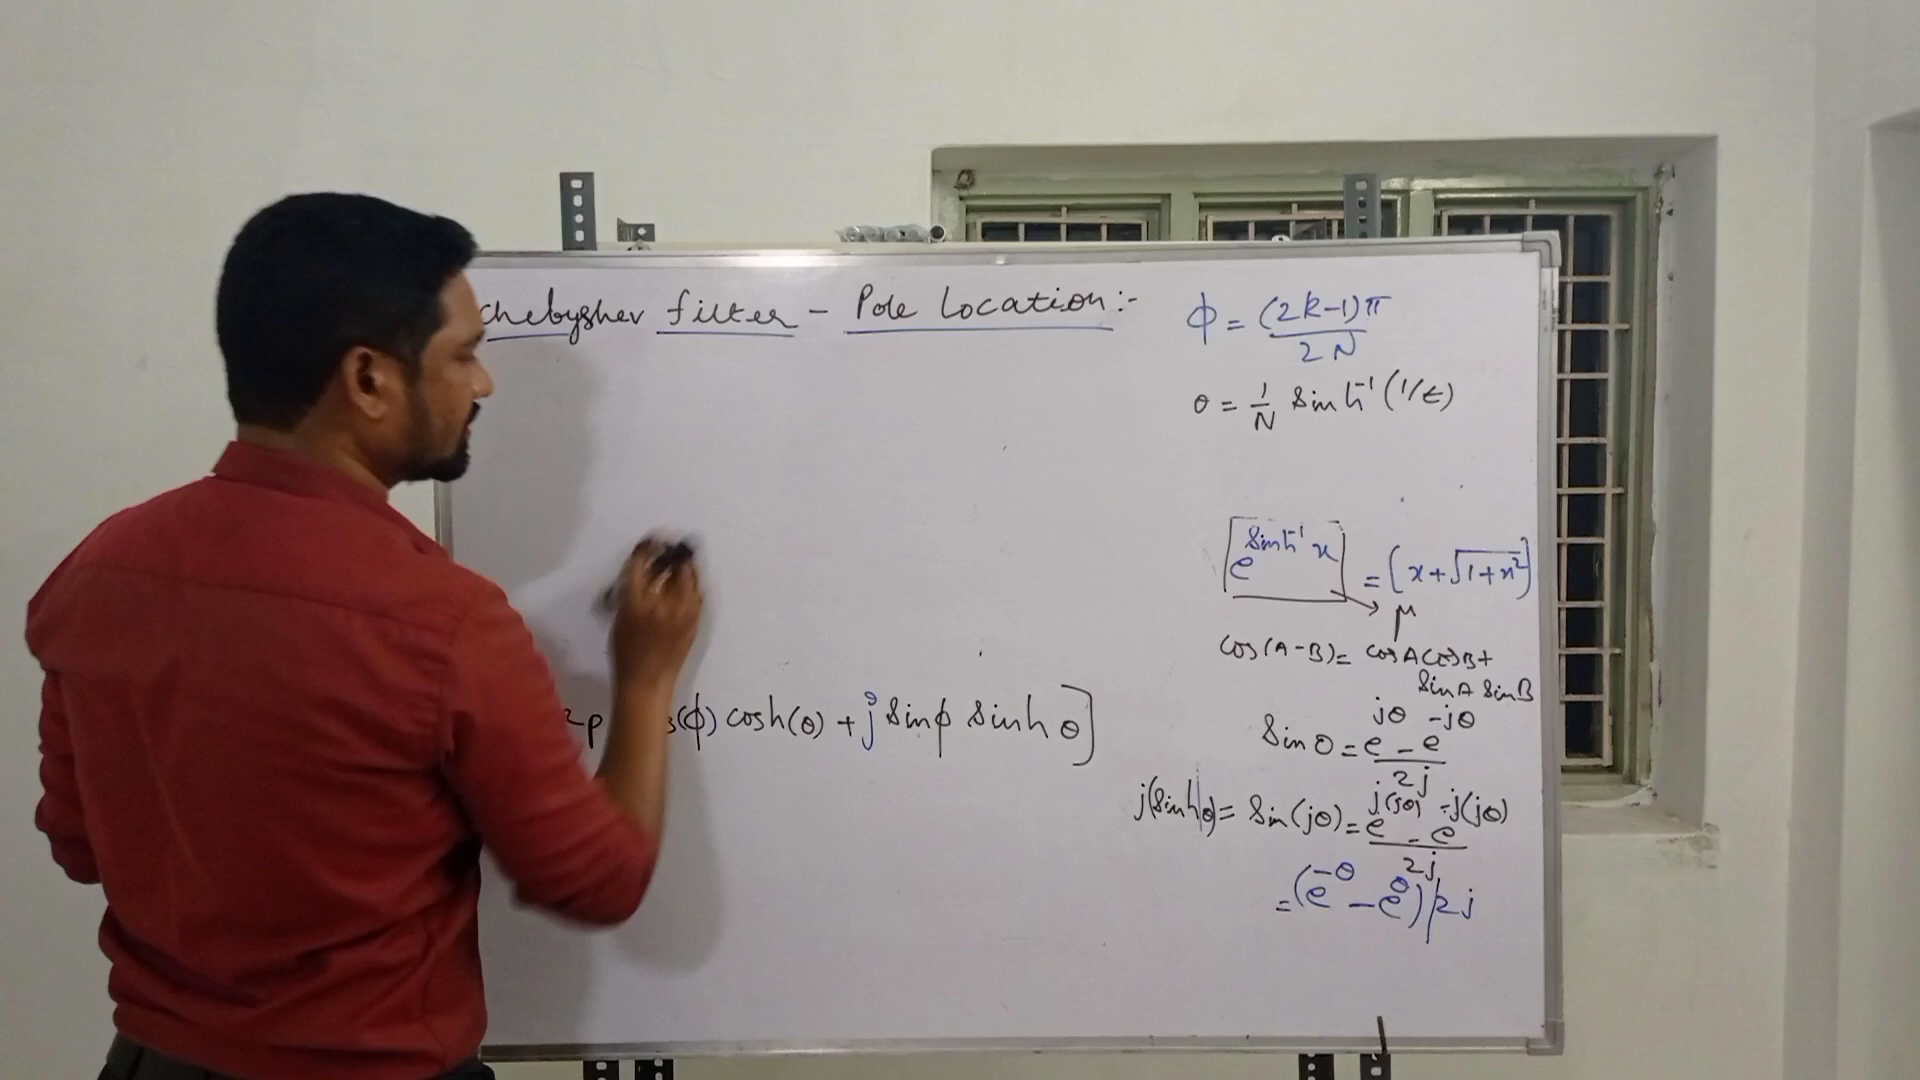 chebyshev filter - Pole Location :-
ϕ = (2k-1)π / 2N
θ = 1/N Sinh⁻¹(1/ε)
[e^(Sinh⁻¹ x)] = [x+√(1+x²)]
→ μ
cos(A-B) = cosA cosB +
SinA SinB
Sin θ = (e^(jθ) - e^(-jθ)) / 2j
(ϕ) cosh(θ) + j Sinϕ Sinh θ]
j(Sinhθ) = Sin(jθ) = (e^(j(jθ)) - e^(-j(jθ))) / 2j
= (e^(-θ) - e^θ)/2j